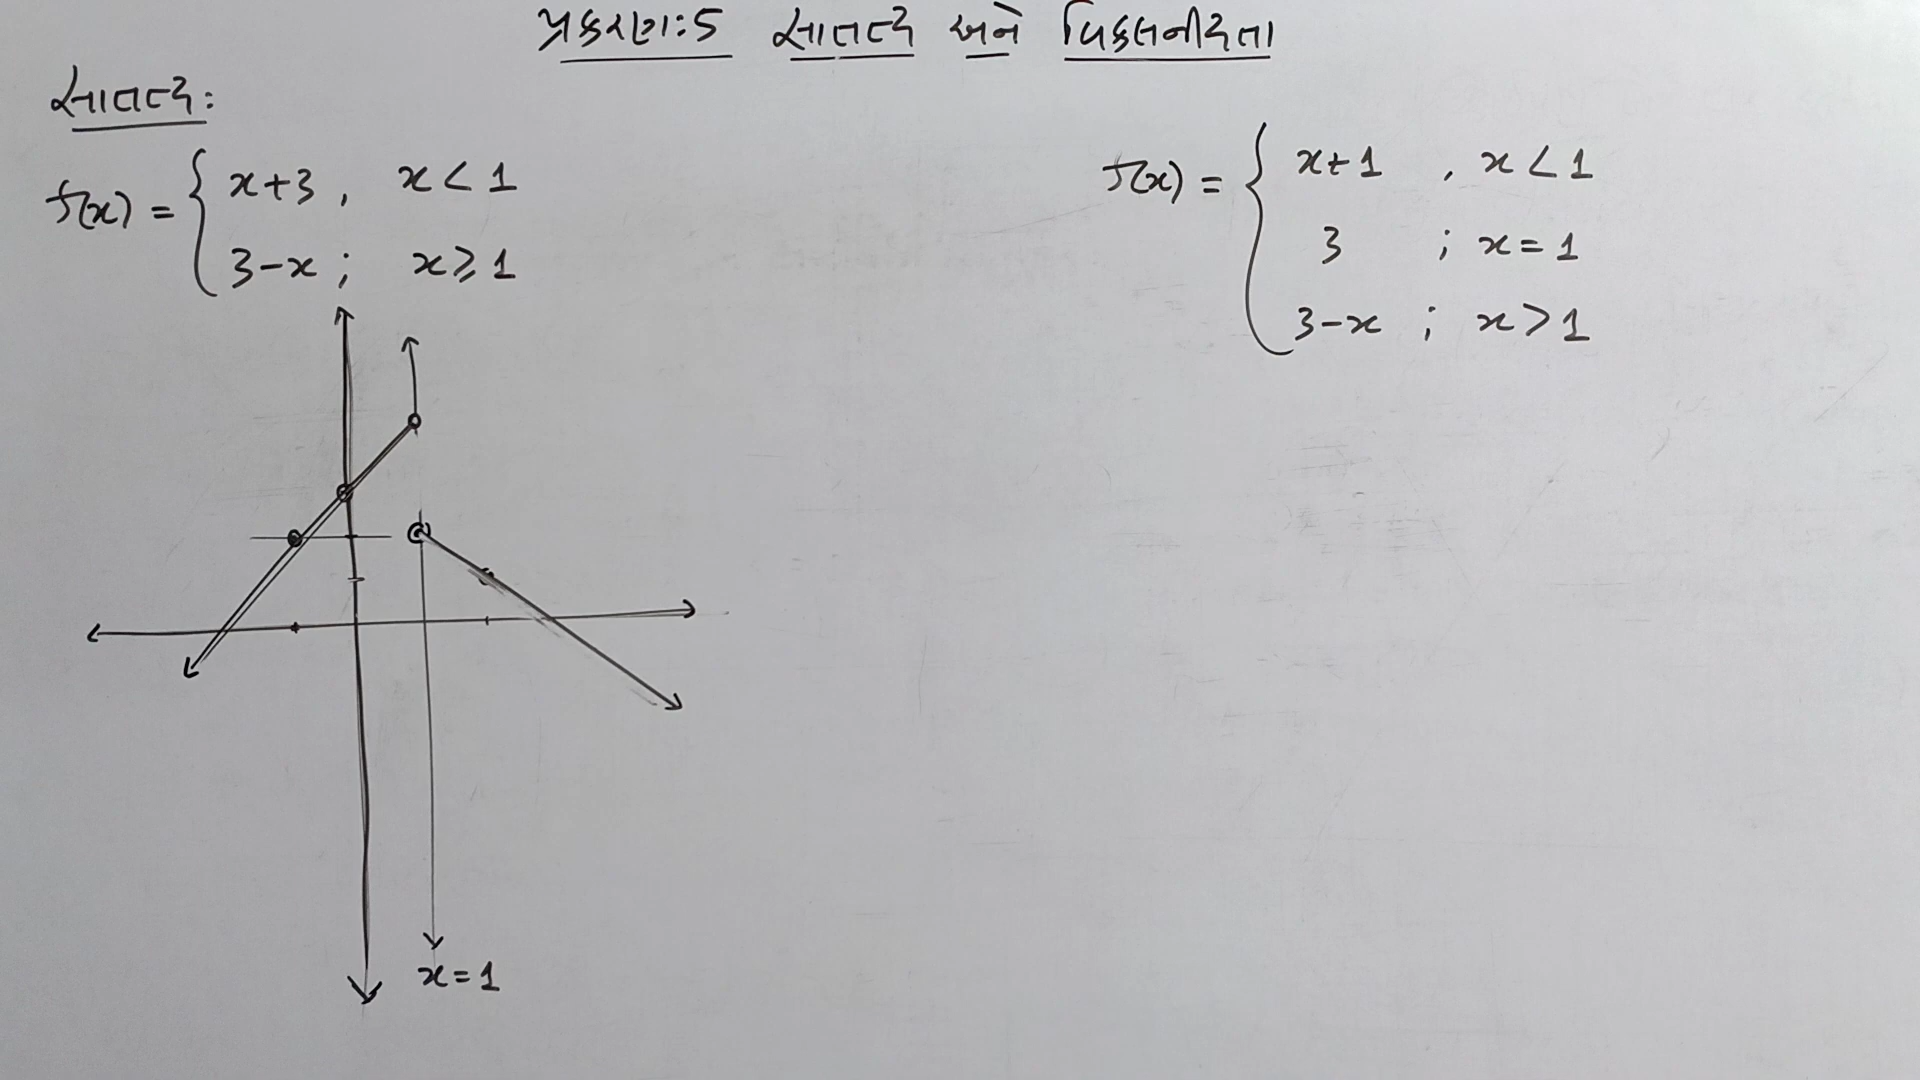 પ્રકરણ:5 સાતત્ય અને વિકલનીયતા
સાતત્ય:
f(x) = { x+3 , x < 1
3-x ; x ≥ 1
x = 1
f(x) = { x+1 , x < 1
3 ; x = 1
3-x ; x > 1